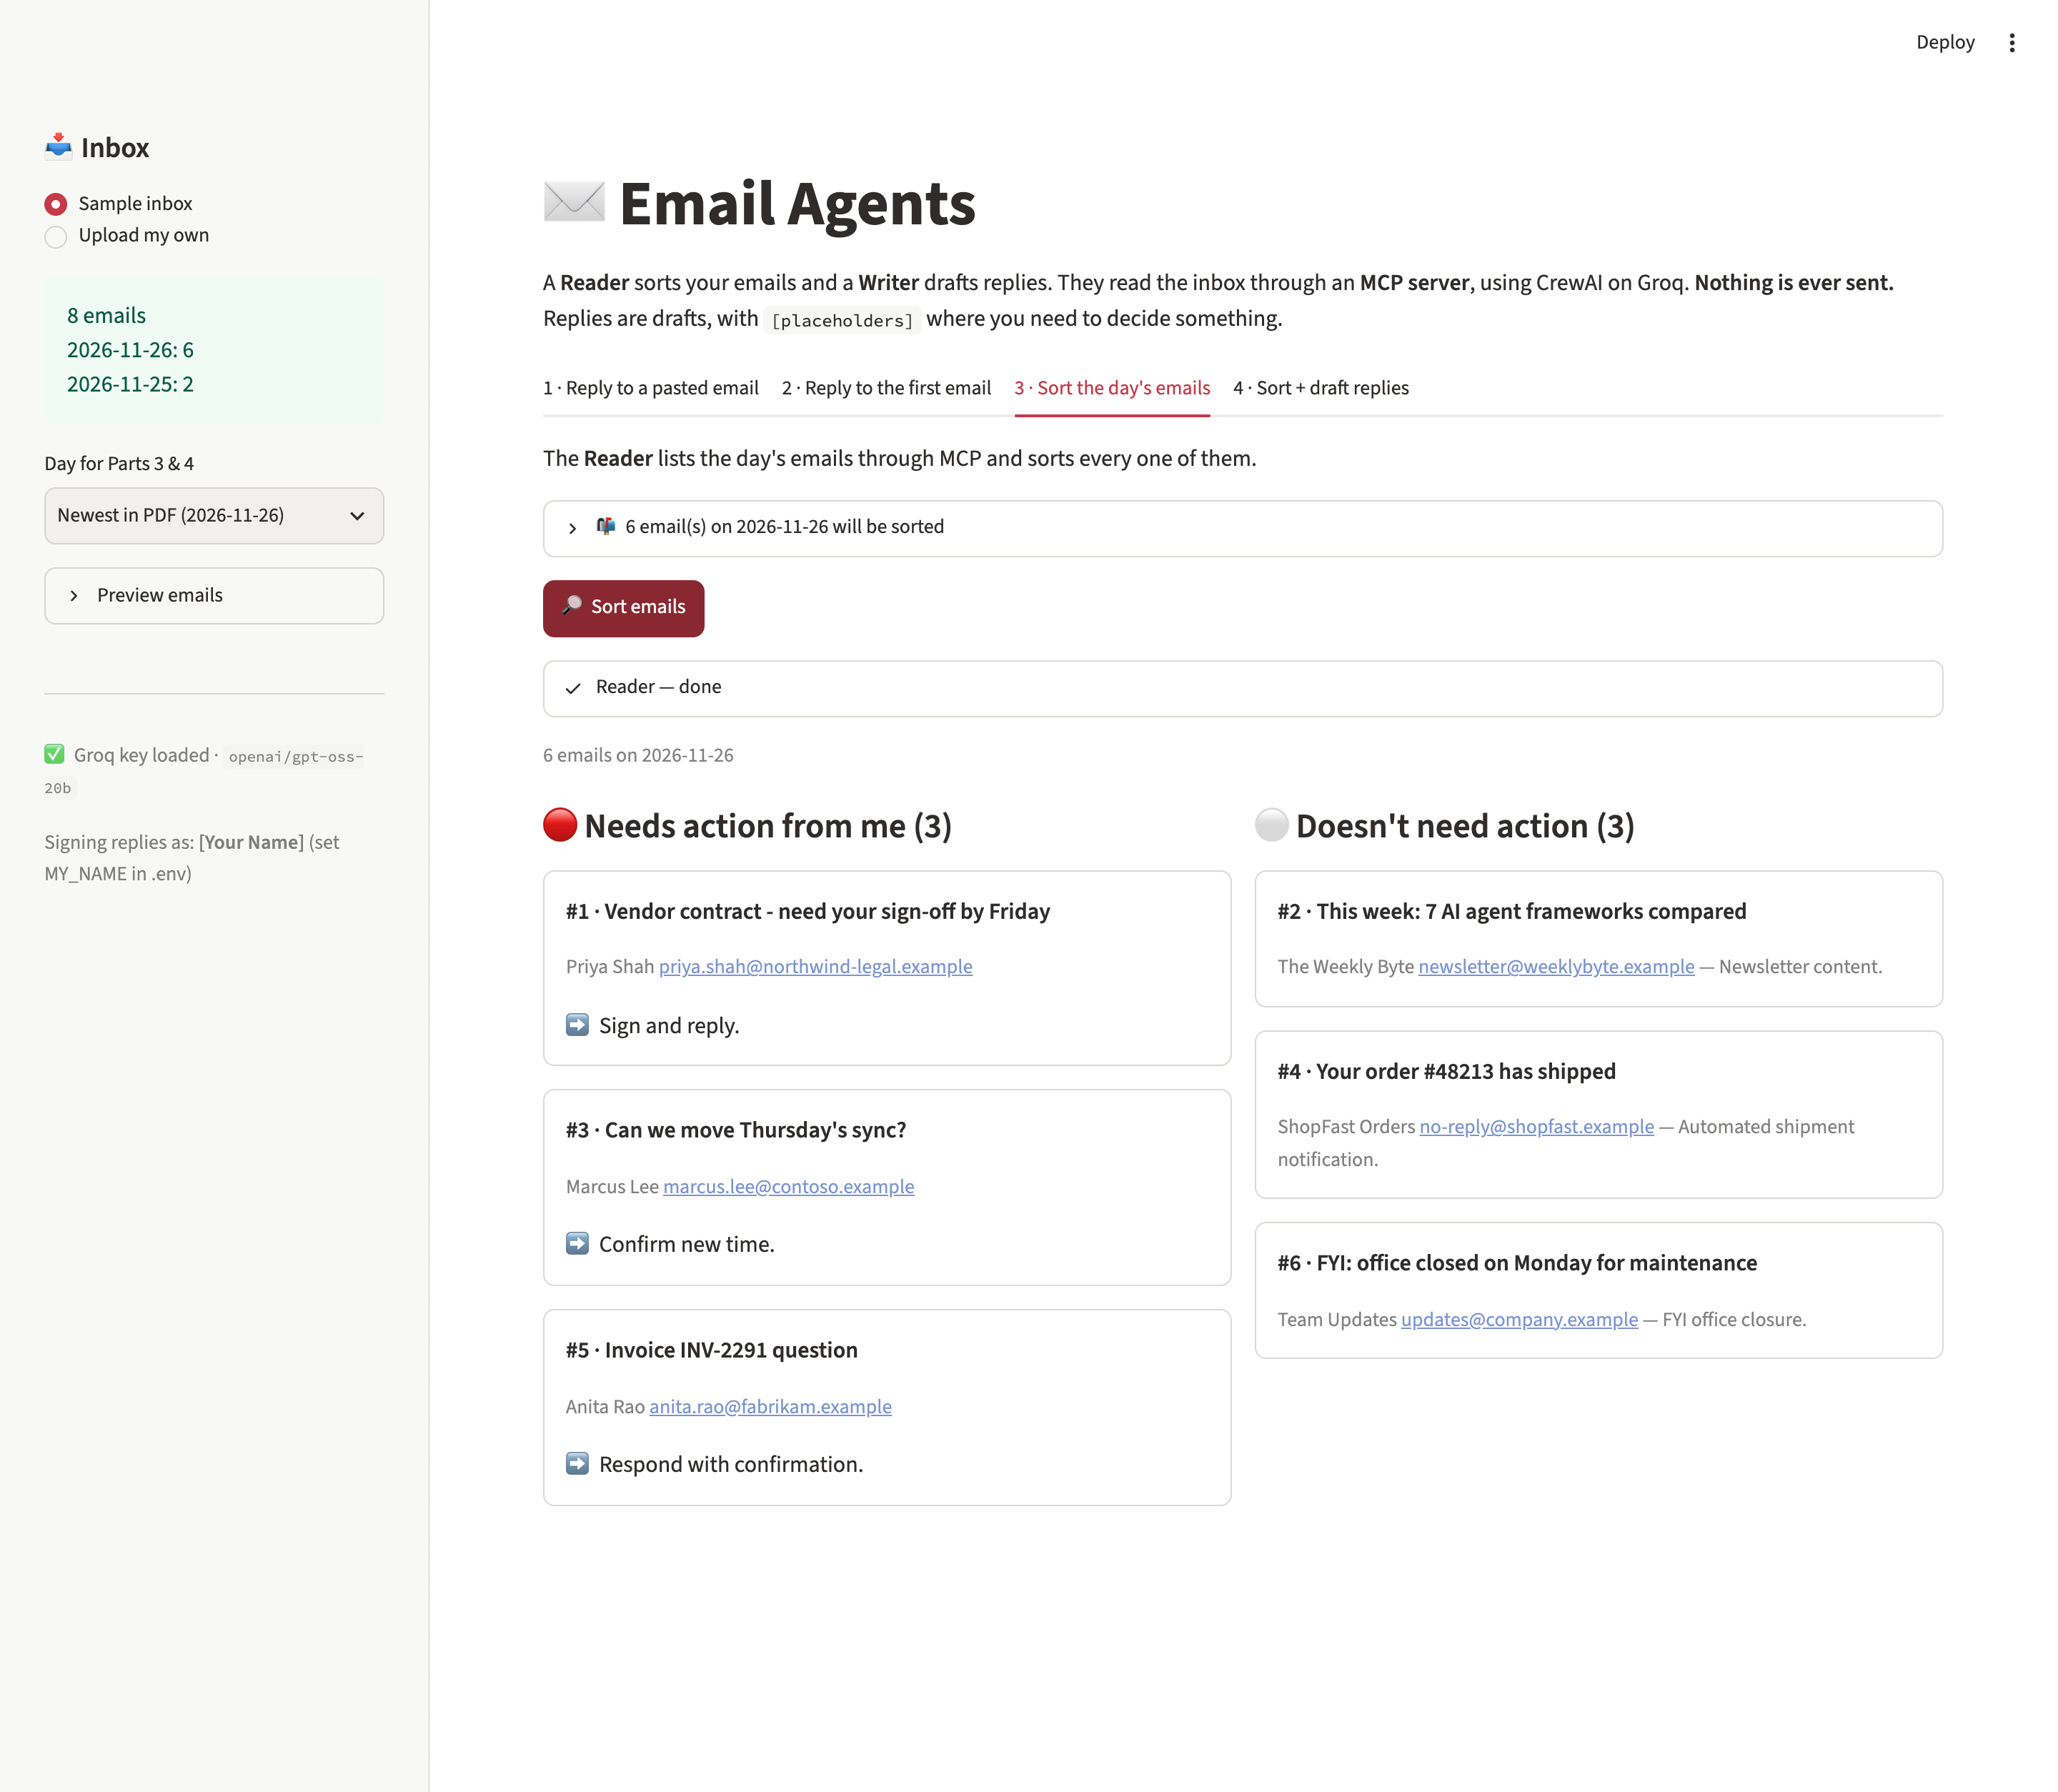 Deploy
Inbox
Sample inbox
Upload my own
8 emails
2026-11-26: 6
2026-11-25: 2
Day for Parts 3 & 4
Newest in PDF (2026-11-26)
Preview emails
Groq key loaded · openai/gpt-oss-
20b
Signing replies as: [Your Name] (set
MY_NAME in .env)
Email Agents
A Reader sorts your emails and a Writer drafts replies. They read the inbox through an MCP server, using CrewAI on Groq. Nothing is ever sent.
Replies are drafts, with [placeholders] where you need to decide something.
1 · Reply to a pasted email
2 · Reply to the first email
3 · Sort the day's emails
4 · Sort + draft replies
The Reader lists the day's emails through MCP and sorts every one of them.
6 email(s) on 2026-11-26 will be sorted
Sort emails
Reader — done
6 emails on 2026-11-26
Needs action from me (3)
#1 · Vendor contract - need your sign-off by Friday
Priya Shah priya.shah@northwind-legal.example
Sign and reply.
#3 · Can we move Thursday's sync?
Marcus Lee marcus.lee@contoso.example
Confirm new time.
#5 · Invoice INV-2291 question
Anita Rao anita.rao@fabrikam.example
Respond with confirmation.
Doesn't need action (3)
#2 · This week: 7 AI agent frameworks compared
The Weekly Byte newsletter@weeklybyte.example — Newsletter content.
#4 · Your order #48213 has shipped
ShopFast Orders no-reply@shopfast.example — Automated shipment
notification.
#6 · FYI: office closed on Monday for maintenance
Team Updates updates@company.example — FYI office closure.